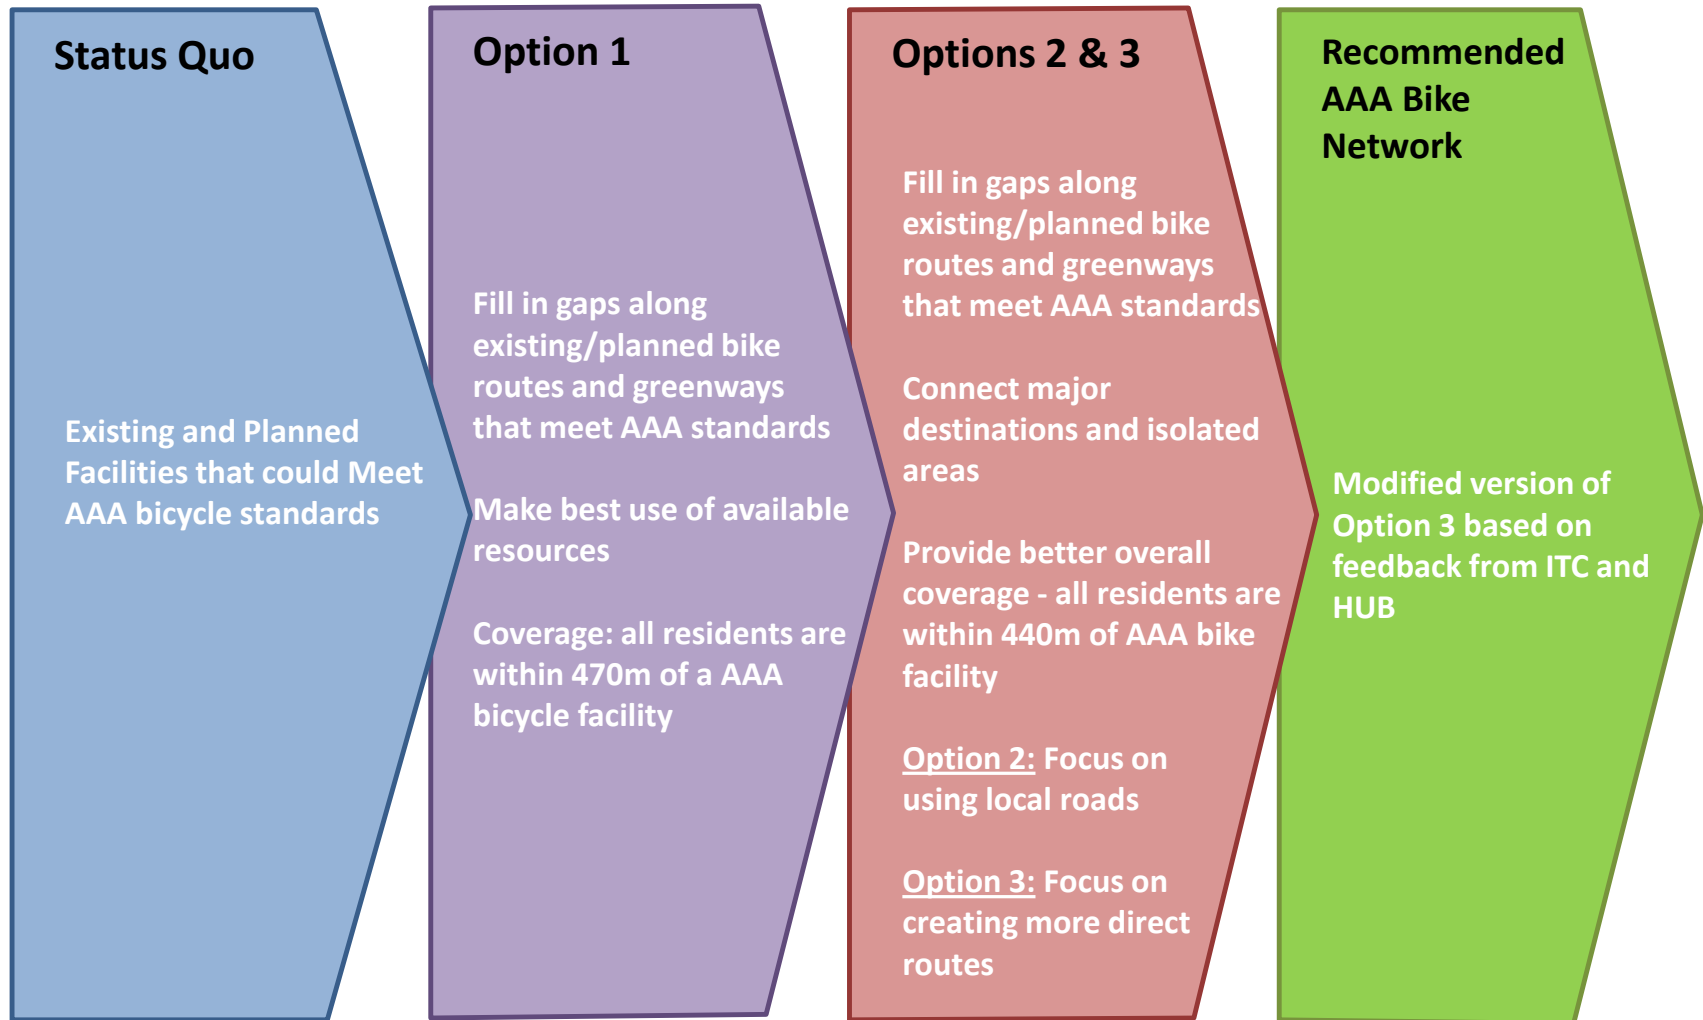 Status Quo
Existing and Planned
Facilities that could Meet
AAA bicycle standards
Option 1
Fill in gaps along
existing/planned bike
routes and greenways
that meet AAA standards
Make best use of available
resources
Coverage: all residents are
within 470m of a AAA
bicycle facility
Options 2 & 3
Fill in gaps along
existing/planned bike
routes and greenways
that meet AAA standards
Connect major
destinations and isolated
areas
Provide better overall
coverage - all residents are
within 440m of AAA bike
facility
Option 2: Focus on
using local roads
Option 3: Focus on
creating more direct
routes
Recommended
AAA Bike
Network
Modified version of
Option 3 based on
feedback from ITC and
HUB